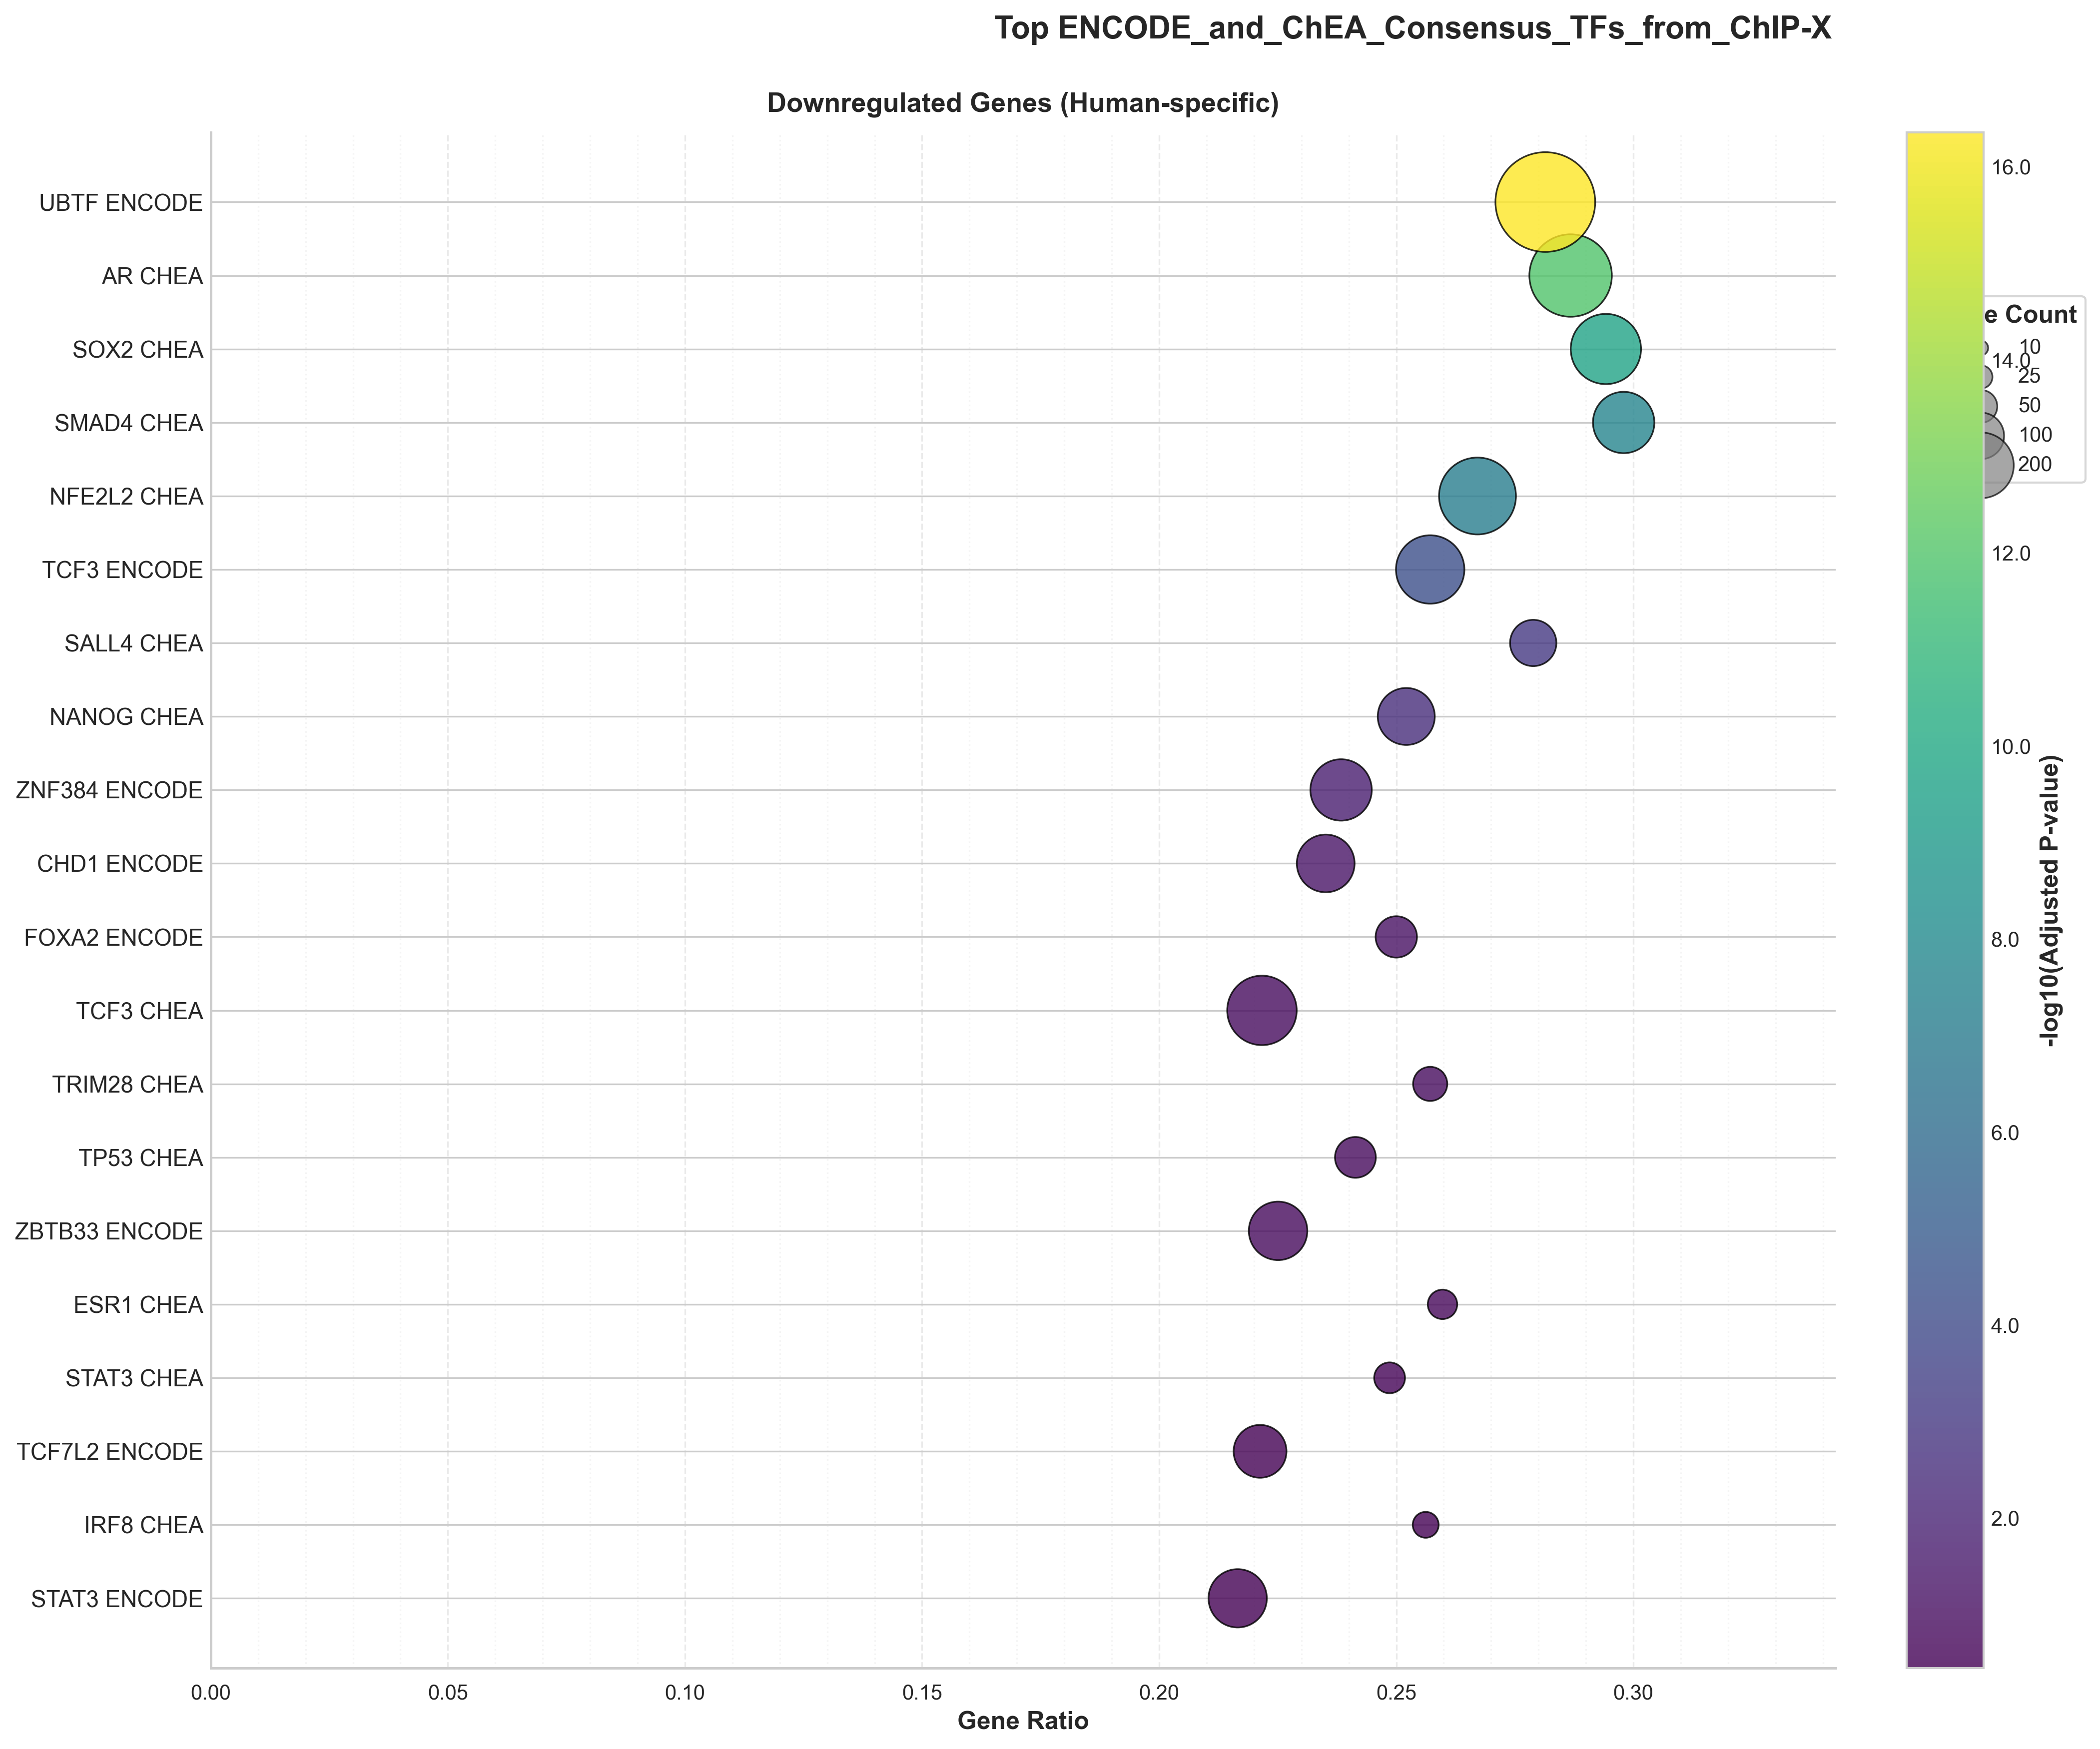 Top ENCODE_and_ChEA_Consensus_TFs_from_ChIP-X
Downregulated Genes (Human-specific)
UBTF ENCODE
AR CHEA
SOX2 CHEA
SMAD4 CHEA
NFE2L2 CHEA
TCF3 ENCODE
SALL4 CHEA
NANOG CHEA
ZNF384 ENCODE
CHD1 ENCODE
FOXA2 ENCODE
TCF3 CHEA
TRIM28 CHEA
TP53 CHEA
ZBTB33 ENCODE
ESR1 CHEA
STAT3 CHEA
TCF7L2 ENCODE
IRF8 CHEA
STAT3 ENCODE
0.00 0.05 0.10 0.15 0.20 0.25 0.30
Gene Ratio
e Count
10
25
50
100
200
16.0
14.0
12.0
10.0
8.0
6.0
4.0
2.0
-log10(Adjusted P-value)